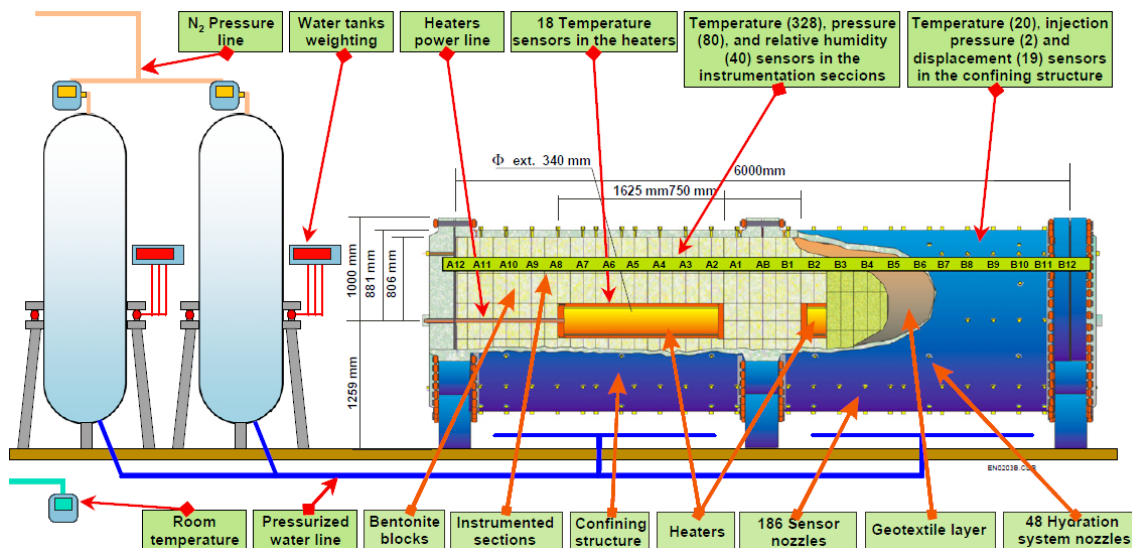 N2 Pressure
line
Water tanks
weighting
Heaters
power line
18 Temperature
sensors in the heaters
Temperature (328), pressure
(80), and relative humidity
(40) sensors in the
instrumentation seccions
Temperature (20), injection
pressure (2) and
displacement (19) sensors
in the confining structure
Φ ext. 340 mm
6000mm
1625 mm750 mm
1000 mm
881 mm
806 mm
1259 mm
A12 A11 A10 A9 A8 A7 A6 A5 A4 A3 A2 A1 AB B1 B2 B3 B4 B5 B6 B7 B8 B9 B10 B11 B12
EN0203B.CDR
Room
temperature
Pressurized
water line
Bentonite
blocks
Instrumented
sections
Confining
structure
Heaters
186 Sensor
nozzles
Geotextile layer
48 Hydration
system nozzles